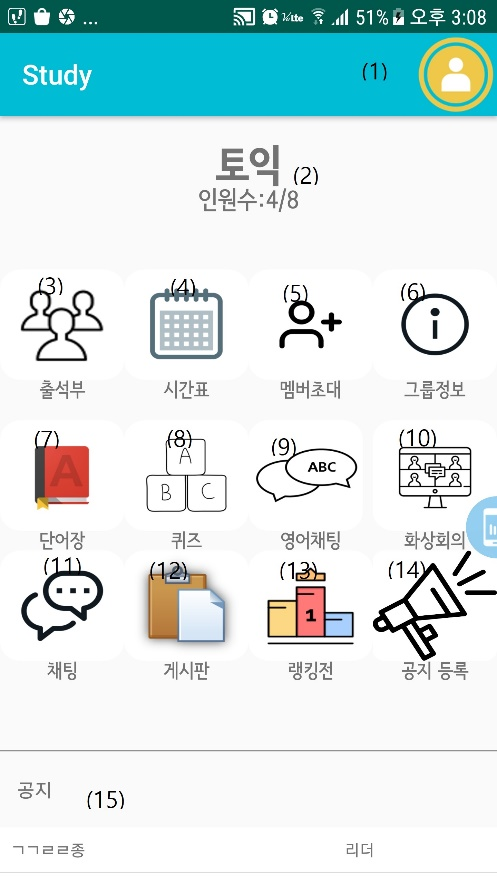 ... LTE 51% 오후 3:08
Study (1)
토익 (2)
인원수:4/8
(3) (4) (5) (6)
출석부 시간표 멤버초대 그룹정보
(7) (8) (9) (10)
A A B C ABC
단어장 퀴즈 영어채팅 화상회의
(11) (12) (13) (14)
1
채팅 게시판 랭킹전 공지 등록
공지 (15)
ㄱㄱㄹㄹ종 리더